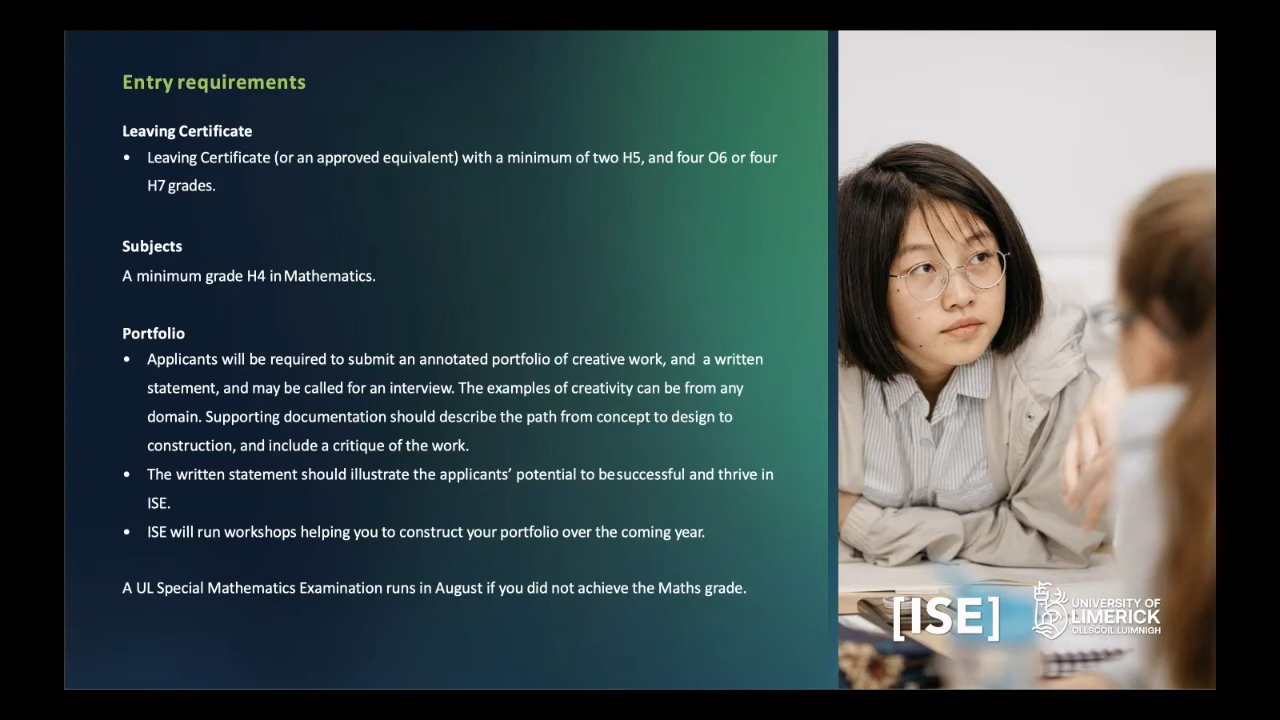 Entry requirements
Leaving Certificate
• Leaving Certificate (or an approved equivalent) with a minimum of two H5, and four O6 or four
H7 grades.
Subjects
A minimum grade H4 in Mathematics.
Portfolio
• Applicants will be required to submit an annotated portfolio of creative work, and a written
statement, and may be called for an interview. The examples of creativity can be from any
domain. Supporting documentation should describe the path from concept to design to
construction, and include a critique of the work.
• The written statement should illustrate the applicants’ potential to be successful and thrive in
ISE.
• ISE will run workshops helping you to construct your portfolio over the coming year.
A UL Special Mathematics Examination runs in August if you did not achieve the Maths grade.
[ISE]
UNIVERSITY OF
LIMERICK
OLLSCOIL LUIMNIGH